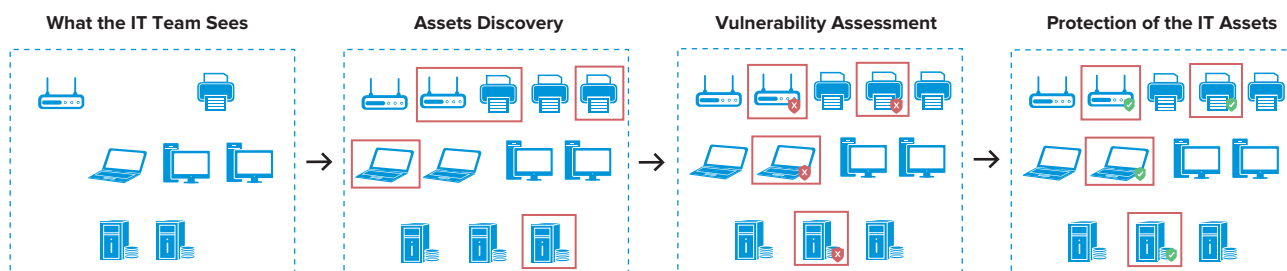 What the IT Team Sees
Assets Discovery
Vulnerability Assessment
Protection of the IT Assets